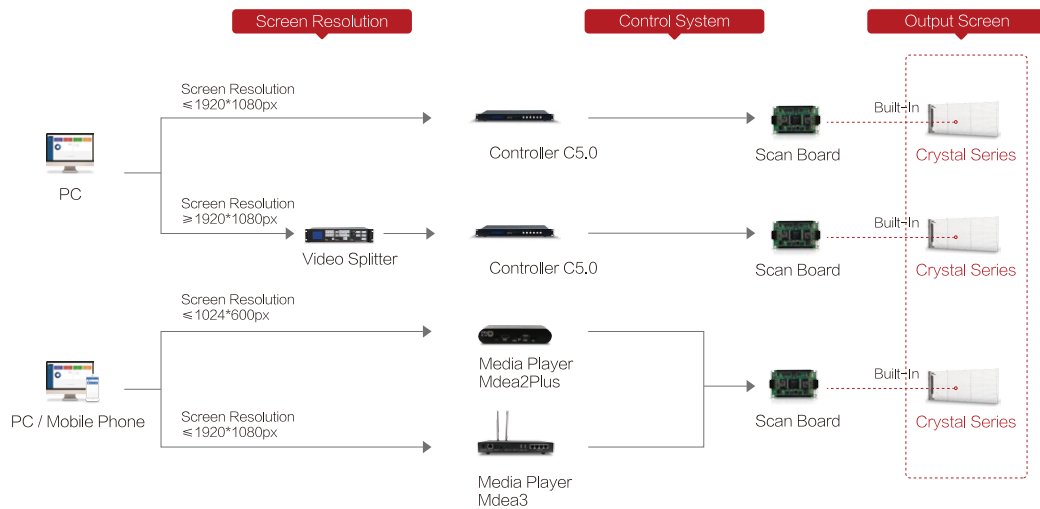 Screen Resolution
Control System
Output Screen
Screen Resolution
≤1920*1080px
Built-In
Controller C5.0
Scan Board
Crystal Series
PC
Screen Resolution
≥1920*1080px
Built-In
Video Splitter
Controller C5.0
Scan Board
Crystal Series
Screen Resolution
≤1024*600px
Media Player
Mdea2Plus
Built-In
PC / Mobile Phone
Screen Resolution
≤1920*1080px
Scan Board
Crystal Series
Media Player
Mdea3